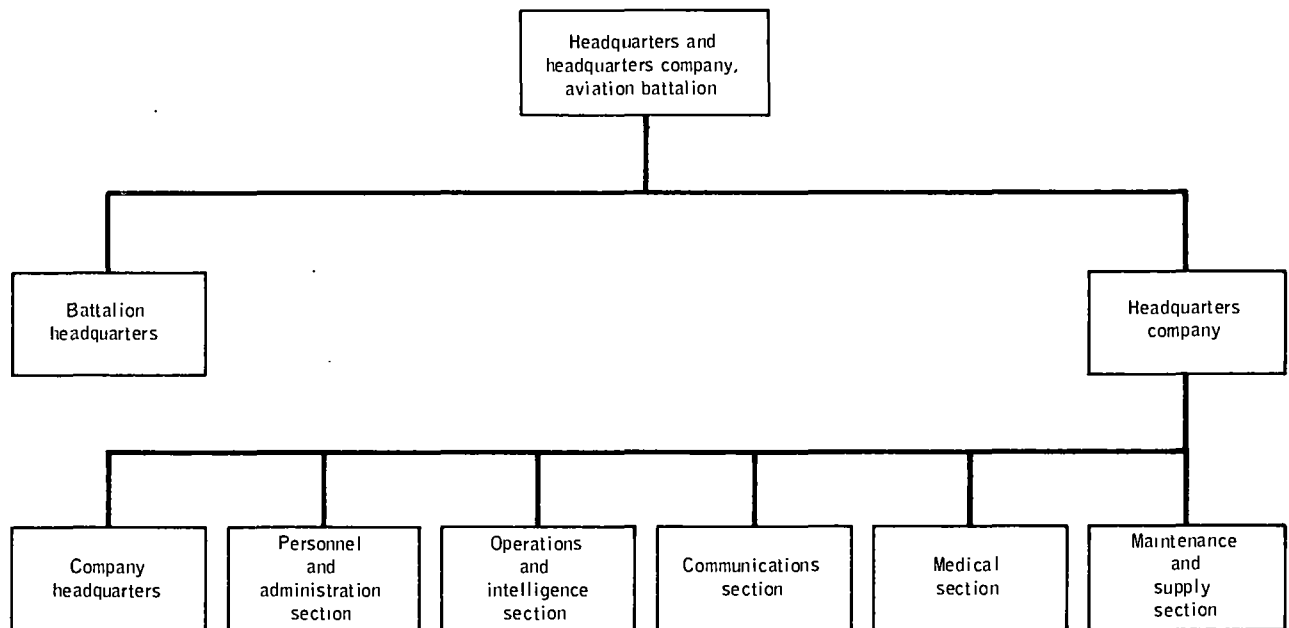 Headquarters and
headquarters company,
aviation battalion
Battalion
headquarters
Headquarters
company
Company
headquarters
Personnel
and
administration
section
Operations
and
intelligence
section
Communications
section
Medical
section
Maintenance
and
supply
section